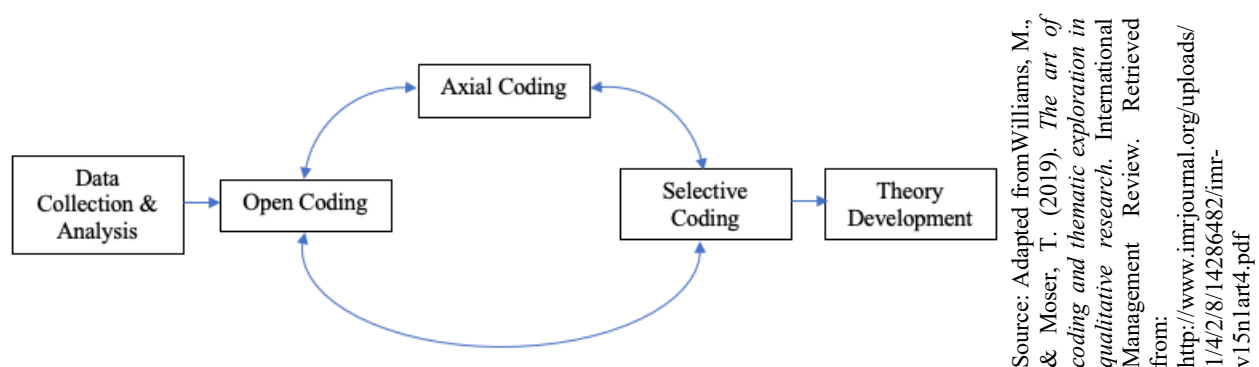 Data
Collection &
Analysis
Open Coding
Axial Coding
Selective
Coding
Theory
Development
Source: Adapted fromWilliams, M.,
& Moser, T. (2019). The art of
coding and thematic exploration in
qualitative research. International
Management Review. Retrieved
from:
http://www.imrjournal.org/uploads/
1/4/2/8/14286482/imr-
v15n1art4.pdf